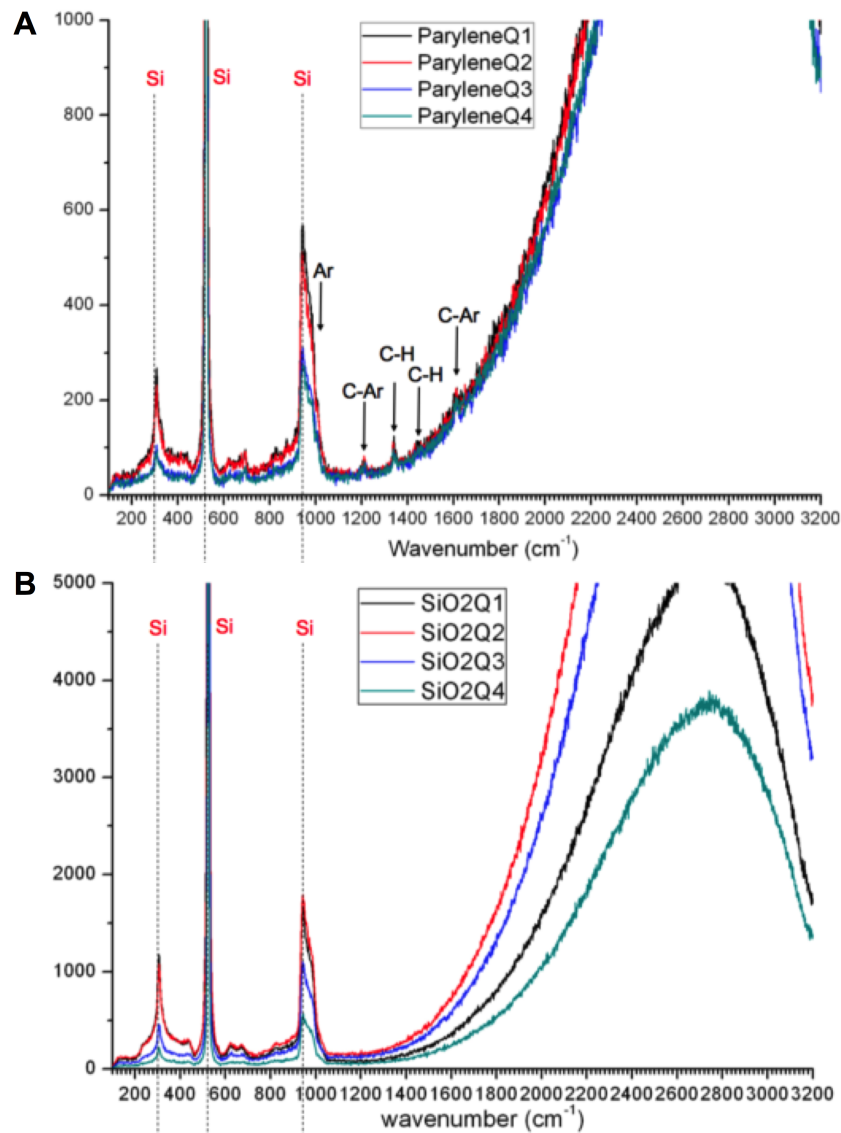 A
1000
800
600
400
200
0
Si
Si
Si
ParyleneQ1
ParyleneQ2
ParyleneQ3
ParyleneQ4
Ar
C-Ar
C-H
C-H
C-Ar
200 400 600 800 1000 1200 1400 1600 1800 2000 2200 2400 2600 2800 3000 3200
Wavenumber (cm⁻¹)
B
5000
4000
3000
2000
1000
0
Si
Si
Si
SiO2Q1
SiO2Q2
SiO2Q3
SiO2Q4
200 400 600 800 1000 1200 1400 1600 1800 2000 2200 2400 2600 2800 3000 3200
wavenumber (cm⁻¹)